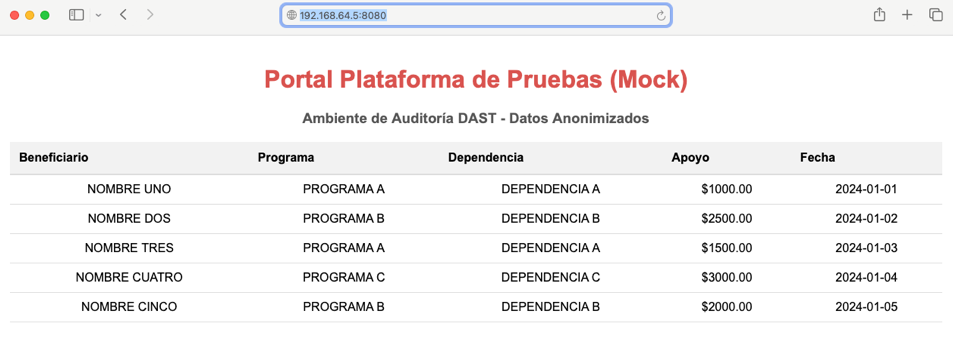 192.168.64.5:8080
Portal Plataforma de Pruebas (Mock)
Ambiente de Auditoría DAST - Datos Anonimizados
Beneficiario Programa Dependencia Apoyo Fecha
NOMBRE UNO PROGRAMA A DEPENDENCIA A $1000.00 2024-01-01
NOMBRE DOS PROGRAMA B DEPENDENCIA B $2500.00 2024-01-02
NOMBRE TRES PROGRAMA A DEPENDENCIA A $1500.00 2024-01-03
NOMBRE CUATRO PROGRAMA C DEPENDENCIA C $3000.00 2024-01-04
NOMBRE CINCO PROGRAMA B DEPENDENCIA B $2000.00 2024-01-05